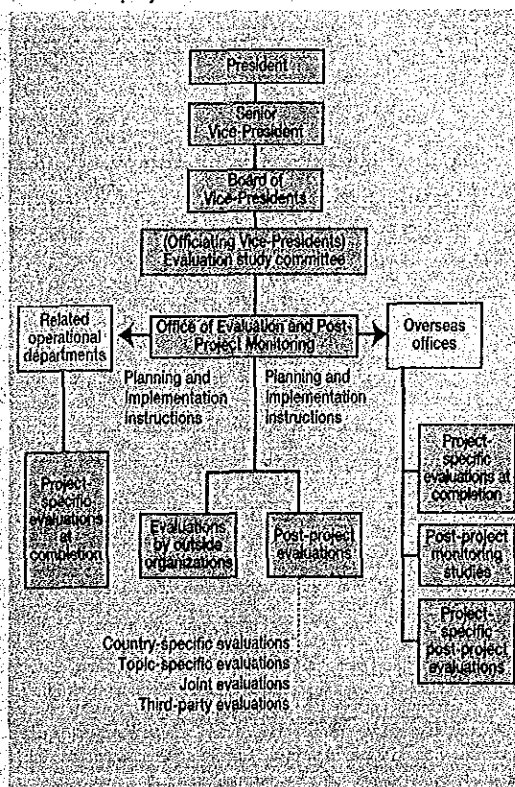 President
Senior
Vice-President
Board of
Vice-Presidents
(Officiating Vice-Presidents)
Evaluation study committee
Related
operational
departments
Office of Evaluation and Post-
Project Monitoring
Overseas
offices
Planning and
Implementation
instructions
Planning and
Implementation
instructions
Project-
specific
evaluations
at
completion
Evaluations
by outside
organizations
Post-project
evaluations
Project-
specific
evaluations at
completion
Post-project
monitoring
studies
Project-
specific
post-project
evaluations
Country-specific evaluations
Topic-specific evaluations
Joint evaluations
Third-party evaluations